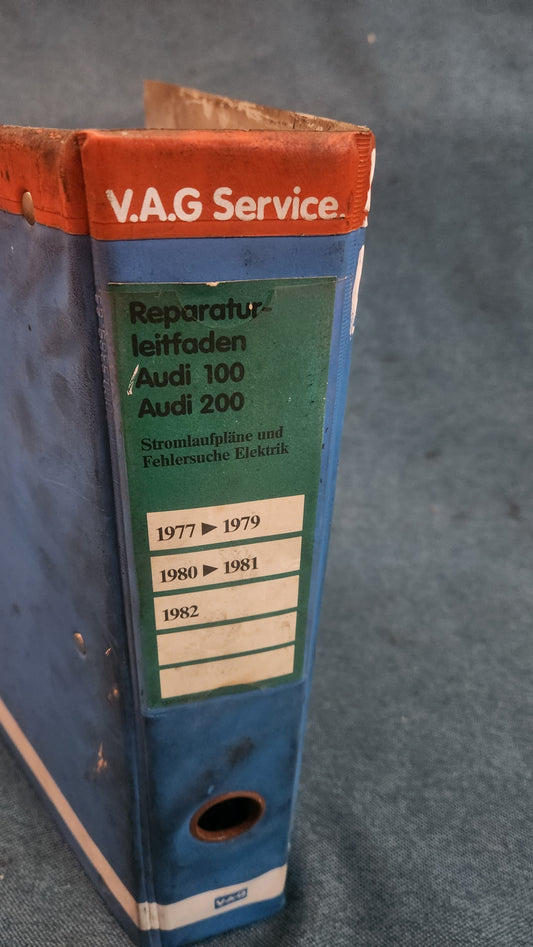 V.A.G Service.
Reparatur-
leitfaden
Audi 100
Audi 200
Stromlaufpläne und
Fehlersuche Elektrik
1977 ► 1979
1980 ► 1981
1982
V·A·G